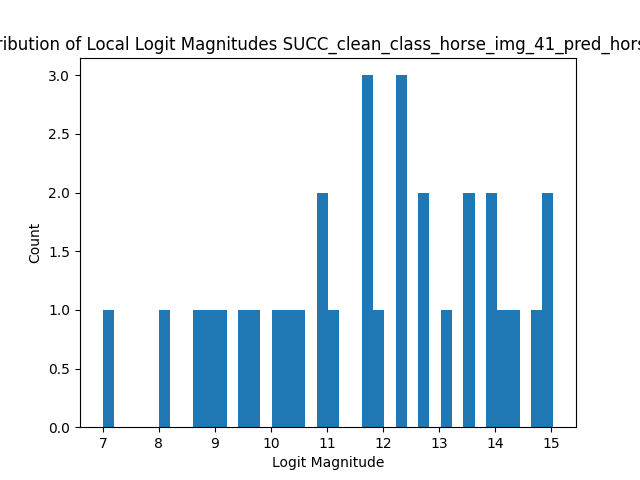 ribution of Local Logit Magnitudes SUCC_clean_class_horse_img_41_pred_hors
3.0
2.5
2.0
1.5
1.0
0.5
0.0
Count
7 8 9 10 11 12 13 14 15
Logit Magnitude